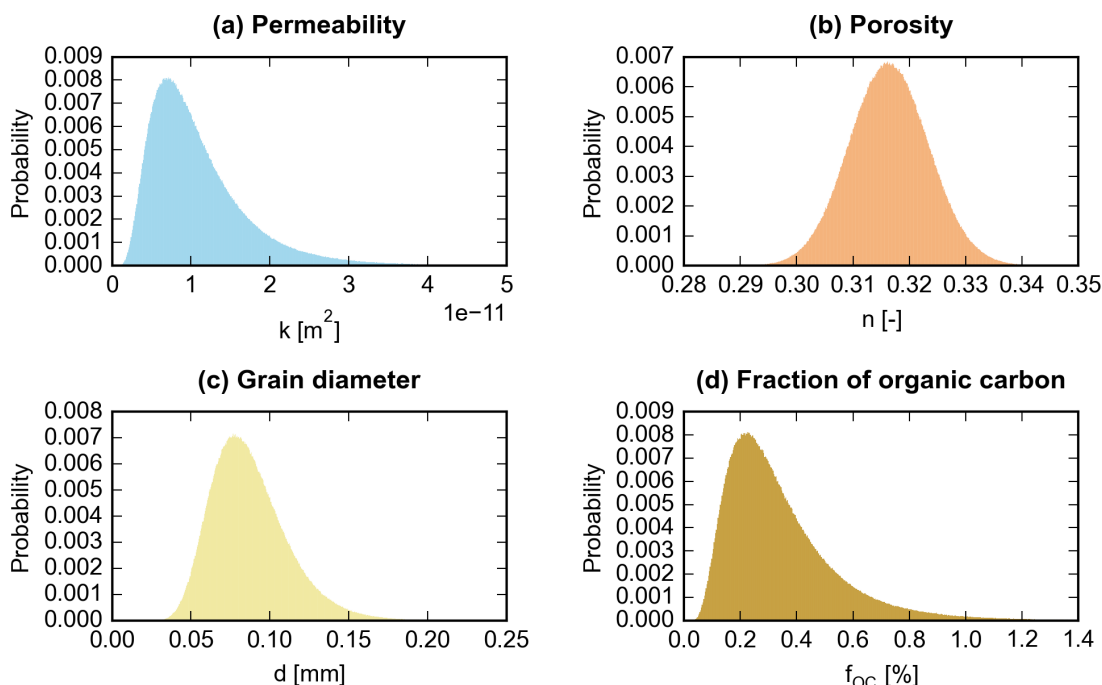 (a) Permeability
Probability
0.009
0.008
0.007
0.006
0.005
0.004
0.003
0.002
0.001
0.000
0 1 2 3 4 5
1e−11
k [m²]
(b) Porosity
Probability
0.007
0.006
0.005
0.004
0.003
0.002
0.001
0.000
0.28 0.29 0.30 0.31 0.32 0.33 0.34 0.35
n [-]
(c) Grain diameter
Probability
0.008
0.007
0.006
0.005
0.004
0.003
0.002
0.001
0.000
0.00 0.05 0.10 0.15 0.20 0.25
d [mm]
(d) Fraction of organic carbon
Probability
0.009
0.008
0.007
0.006
0.005
0.004
0.003
0.002
0.001
0.000
0.0 0.2 0.4 0.6 0.8 1.0 1.2 1.4
f_OC [%]